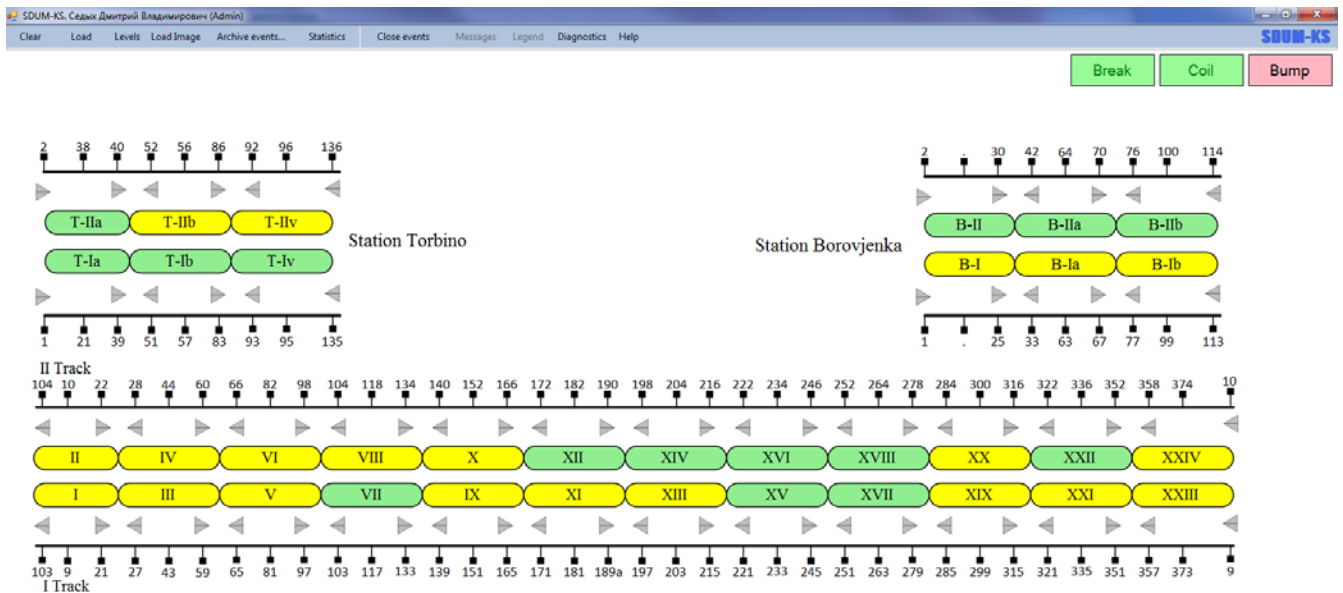 SDUM-KS. Седых Дмитрий Владимирович (Admin)
Clear Load Levels Load Image Archive events... Statistics Close events Messages Legend Diagnostics Help SDUM-KS
Break Coil Bump
2 38 40 52 56 86 92 96 136
2 . 30 42 64 70 76 100 114
T-IIa T-IIb T-IIv
B-II B-IIa B-IIb
Station Torbino
Station Borovjenka
T-Ia T-Ib T-Iv
B-I B-Ia B-Ib
1 21 39 51 57 83 93 95 135
1 . 25 33 63 67 77 99 113
II Track
104 10 22 28 44 60 66 82 98 104 118 134 140 152 166 172 182 190 198 204 216 222 234 246 252 264 278 284 300 316 322 336 352 358 374 10
II IV VI VIII X XII XIV XVI XVIII XX XXII XXIV
I III V VII IX XI XIII XV XVII XIX XXI XXIII
103 9 21 27 43 59 65 81 97 103 117 133 139 151 165 171 181 189a 197 203 215 221 233 245 251 263 279 285 299 315 321 335 351 357 373 9
I Track